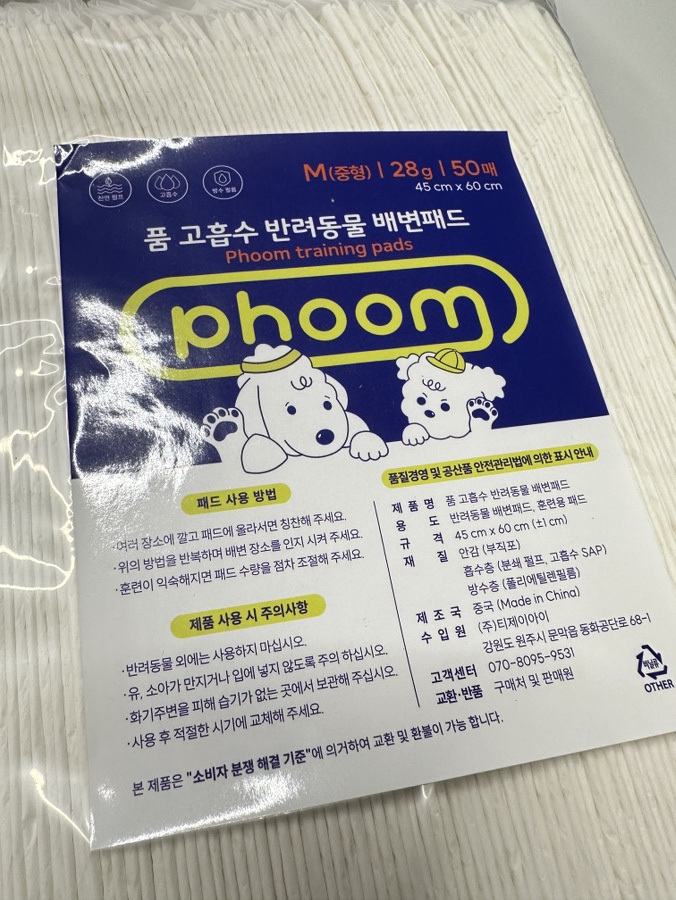 천연 펄프
고흡수
방수 필름
M(중형) | 28g | 50매
45 cm x 60 cm
품 고흡수 반려동물 배변패드
Phoom training pads
phoom
패드 사용 방법
·여러 장소에 깔고 패드에 올라서면 칭찬해 주세요.
·위의 방법을 반복하며 배변 장소를 인지 시켜 주세요.
·훈련이 익숙해지면 패드 수량을 점차 조절해 주세요.
제품 사용 시 주의사항
·반려동물 외에는 사용하지 마십시오.
·유, 소아가 만지거나 입에 넣지 않도록 주의 하십시오.
·화기주변을 피해 습기가 없는 곳에서 보관해 주십시오.
·사용 후 적절한 시기에 교체해 주세요.
품질경영 및 공산품 안전관리법에 의한 표시 안내
제품명 품 고흡수 반려동물 배변패드
용도 반려동물 배변패드, 훈련용 패드
규격 45 cm x 60 cm (±1 cm)
재질 안감 (부직포)
흡수층 (분쇄 펄프, 고흡수 SAP)
방수층 (폴리에틸렌필름)
제조국 중국 (Made in China)
수입원 (주)티제이아이
강원도 원주시 문막읍 동화공단로 68-1
고객센터 070-8095-9531
교환·반품 구매처 및 판매원
비닐류
OTHER
본 제품은 "소비자 분쟁 해결 기준"에 의거하여 교환 및 환불이 가능 합니다.